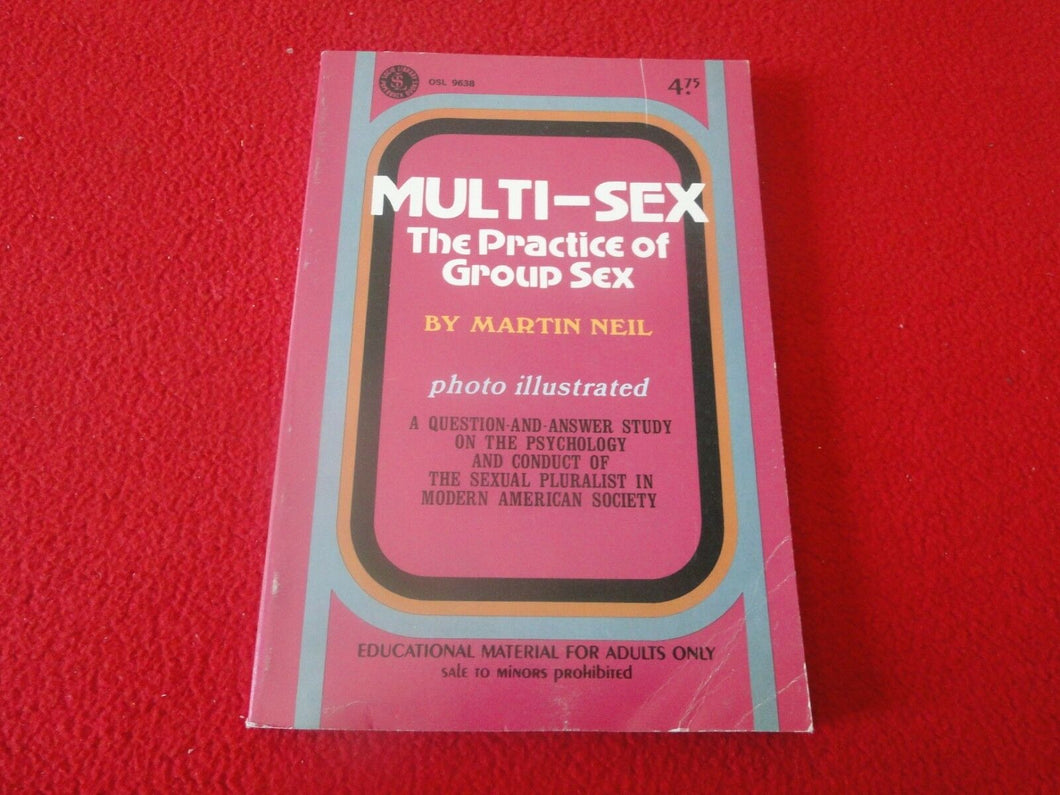 OSL 9638
4.75
MULTI-SEX
The Practice of
Group Sex
BY MARTIN NEIL
photo illustrated
A QUESTION-AND-ANSWER STUDY
ON THE PSYCHOLOGY
AND CONDUCT OF
THE SEXUAL PLURALIST IN
MODERN AMERICAN SOCIETY
EDUCATIONAL MATERIAL FOR ADULTS ONLY
SALE TO MINORS PROHIBITED